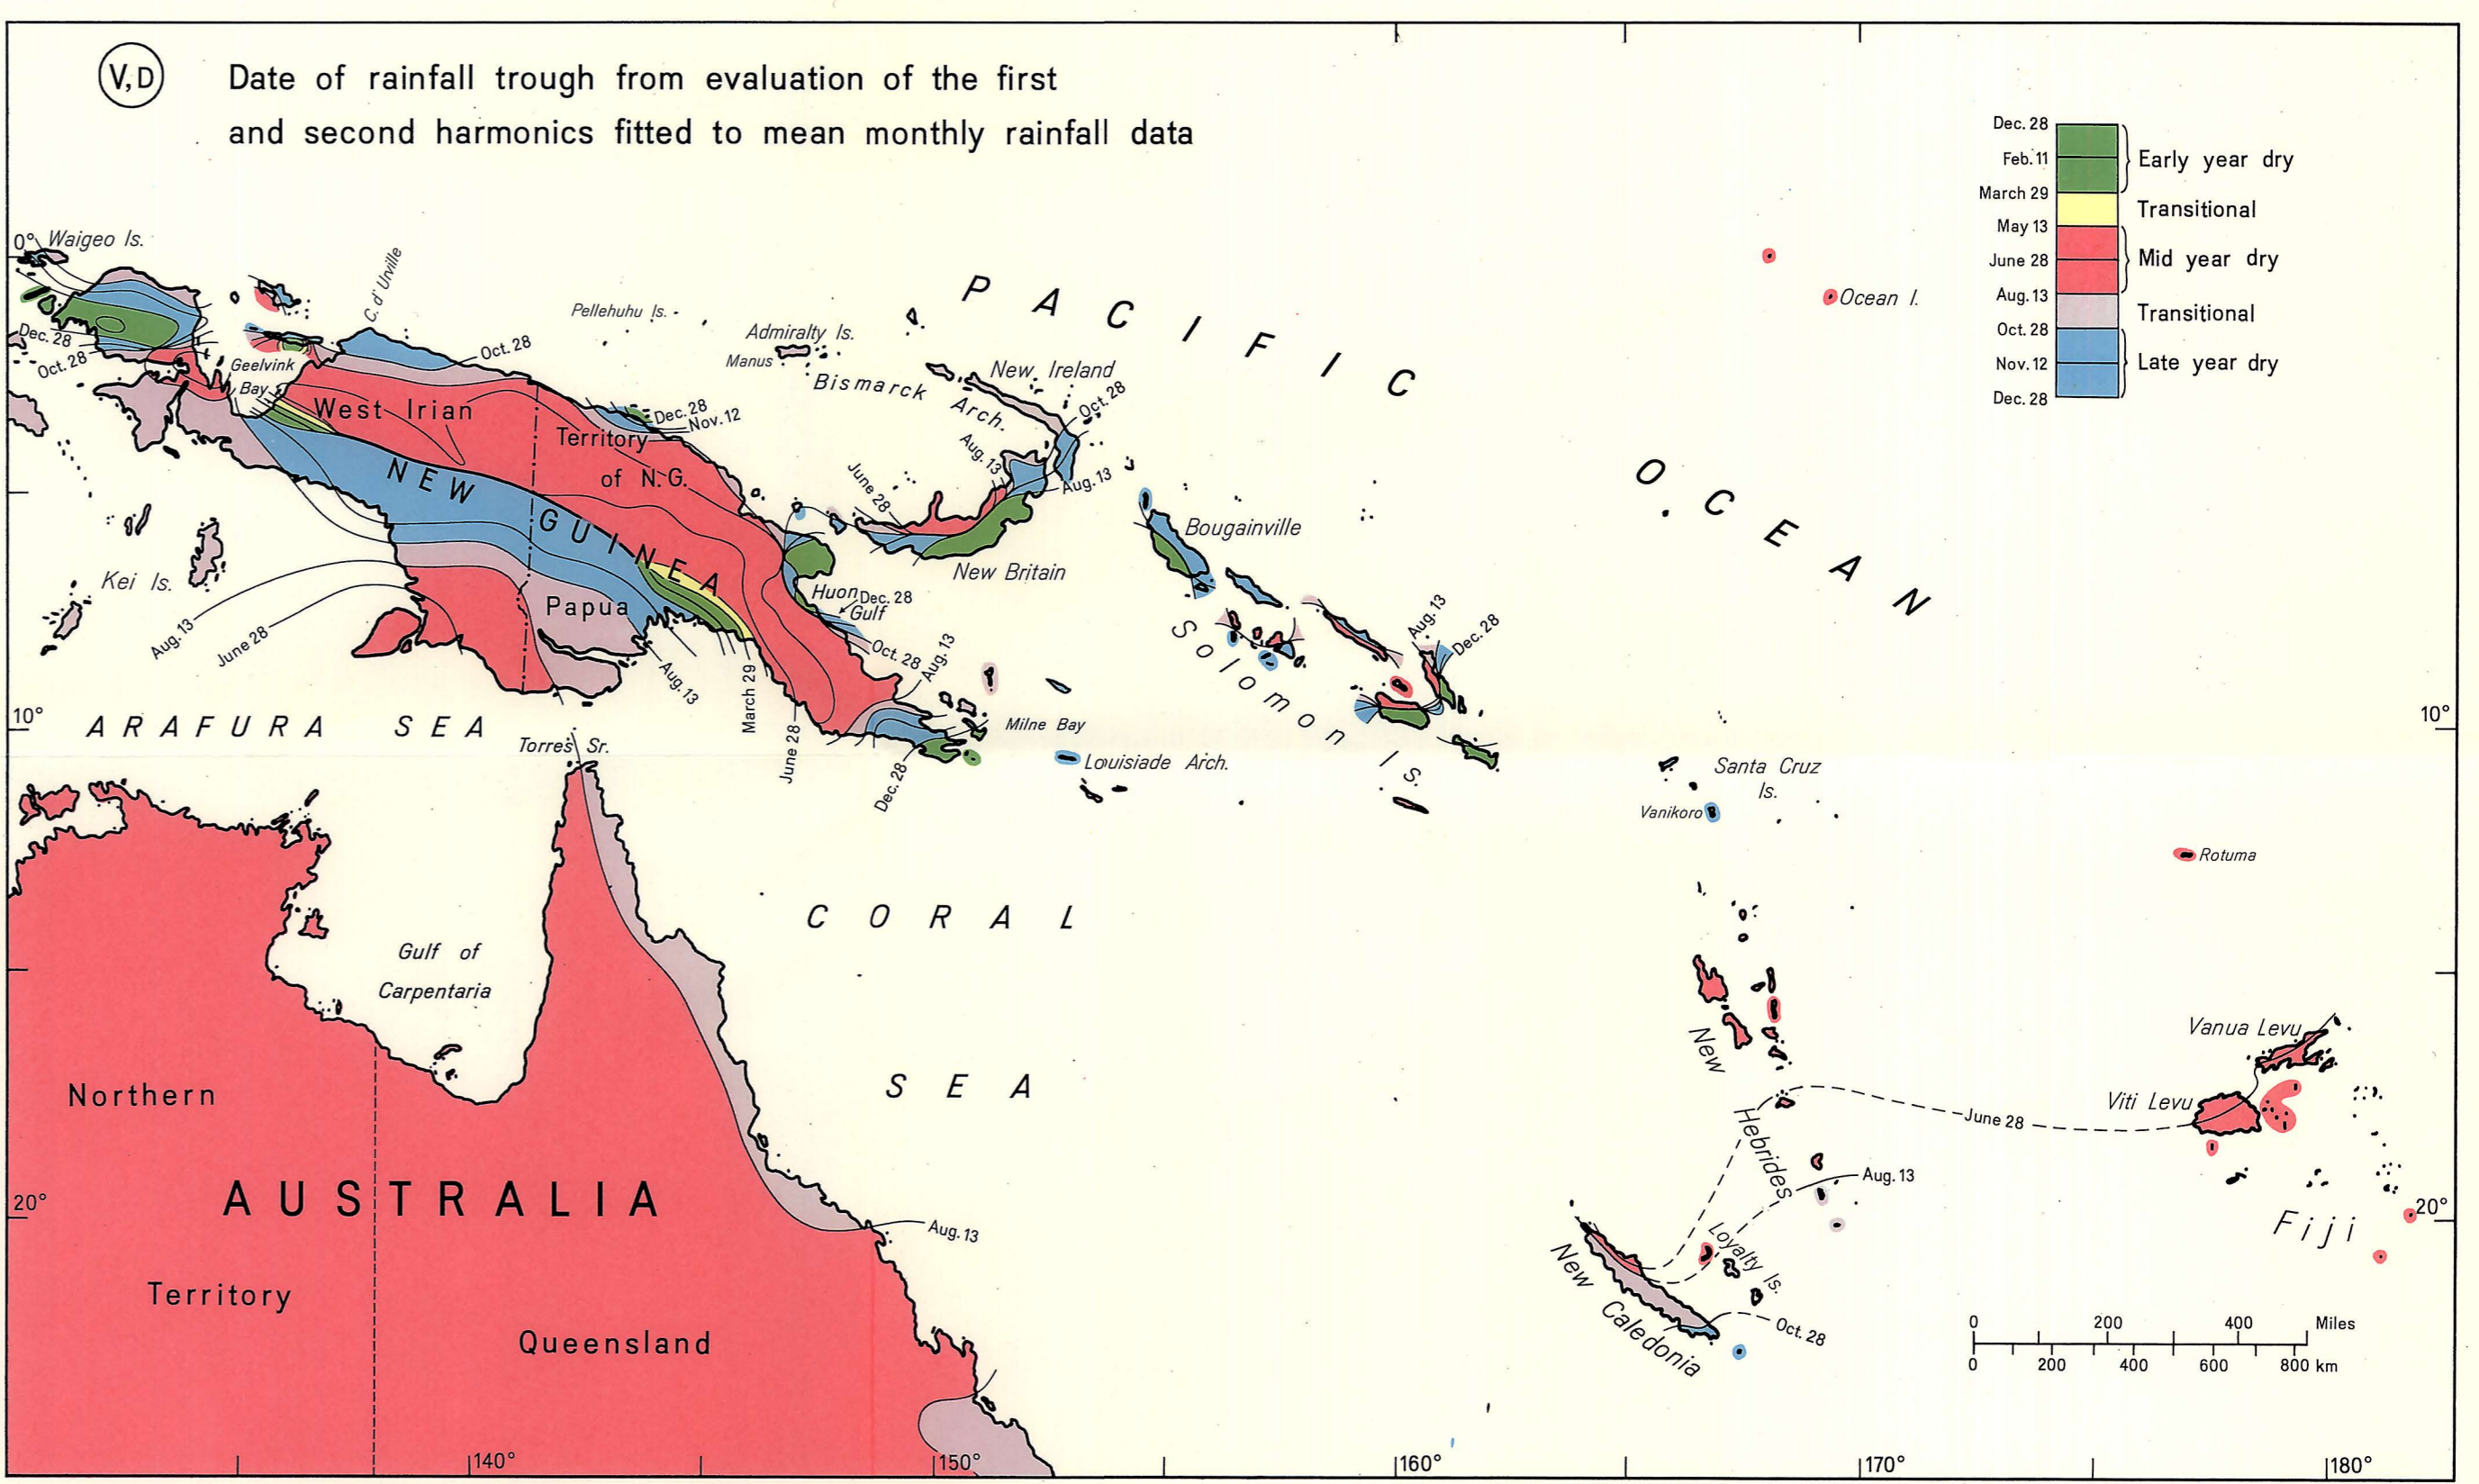 V,D
Date of rainfall trough from evaluation of the first
and second harmonics fitted to mean monthly rainfall data
Dec. 28
Feb. 11
March 29
May 13
June 28
Aug. 13
Oct. 28
Nov. 12
Dec. 28
Early year dry
Transitional
Mid year dry
Transitional
Late year dry
0°
Waigeo Is.
C. d'Urville
Dec. 28
Oct. 28
Geelvink
Bay
Oct. 28
West Irian
Pellehuhu Is.
Admiralty Is.
Manus
Bismarck
Arch.
New Ireland
Oct. 28
PACIFIC
OCEAN
Ocean I.
Dec. 28
Nov. 12
Territory
of N.G.
NEW
GUINEA
June 28
Aug. 13
Aug. 13
New Britain
Bougainville
Kei Is.
Papua
Huon
Gulf
Dec. 28
Oct. 28
Aug. 13
Aug. 13
June 28
Aug. 13
March 29
June 28
Dec. 28
Solomon Is.
Aug. 13
Dec. 28
10°
ARAFURA SEA
Torres Sr.
Milne Bay
Louisiade Arch.
10°
Santa Cruz
Is.
Vanikoro
Rotuma
CORAL
SEA
Gulf of
Carpentaria
Northern
Territory
AUSTRALIA
Queensland
20°
Aug. 13
New
Hebrides
June 28
Aug. 13
Vanua Levu
Viti Levu
Fiji
20°
New
Caledonia
Loyalty Is.
Oct. 28
0 200 400 Miles
0 200 400 600 800 km
140°
150°
160°
170°
180°